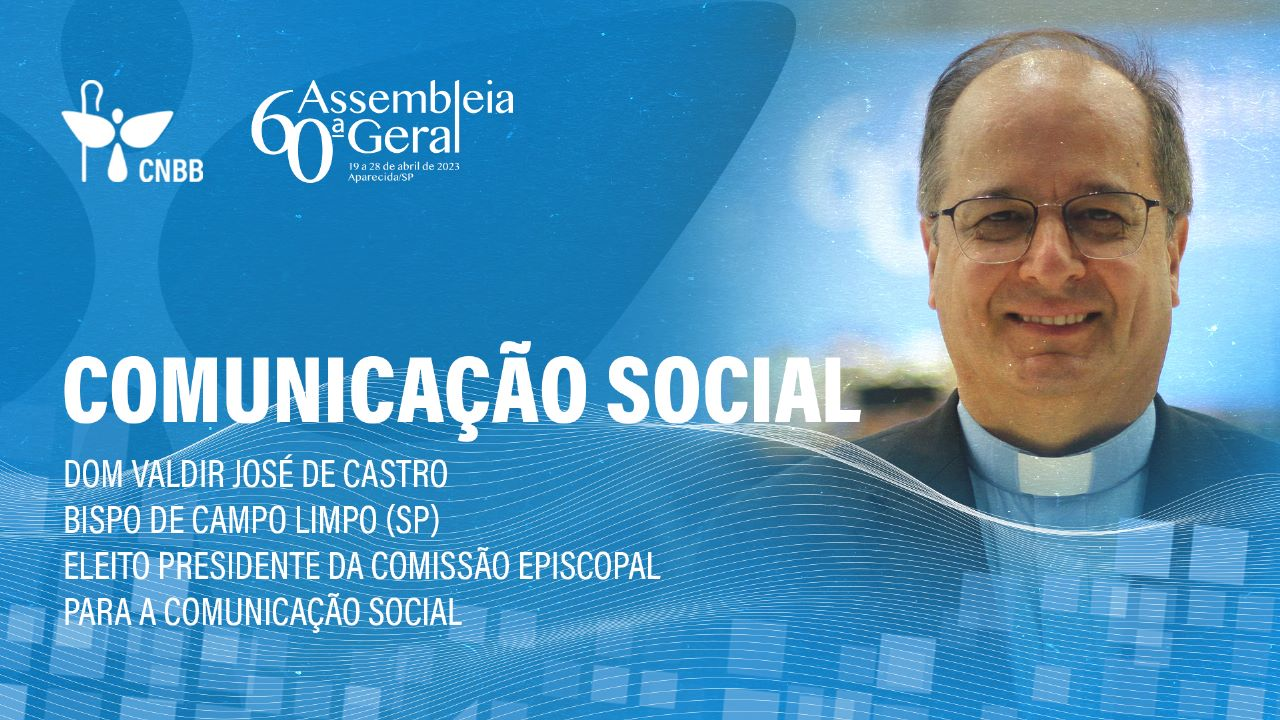 CNBB
60ª Assembleia Geral
19 a 28 de abril de 2023
Aparecida/SP
COMUNICAÇÃO SOCIAL
DOM VALDIR JOSÉ DE CASTRO
BISPO DE CAMPO LIMPO (SP)
ELEITO PRESIDENTE DA COMISSÃO EPISCOPAL
PARA A COMUNICAÇÃO SOCIAL